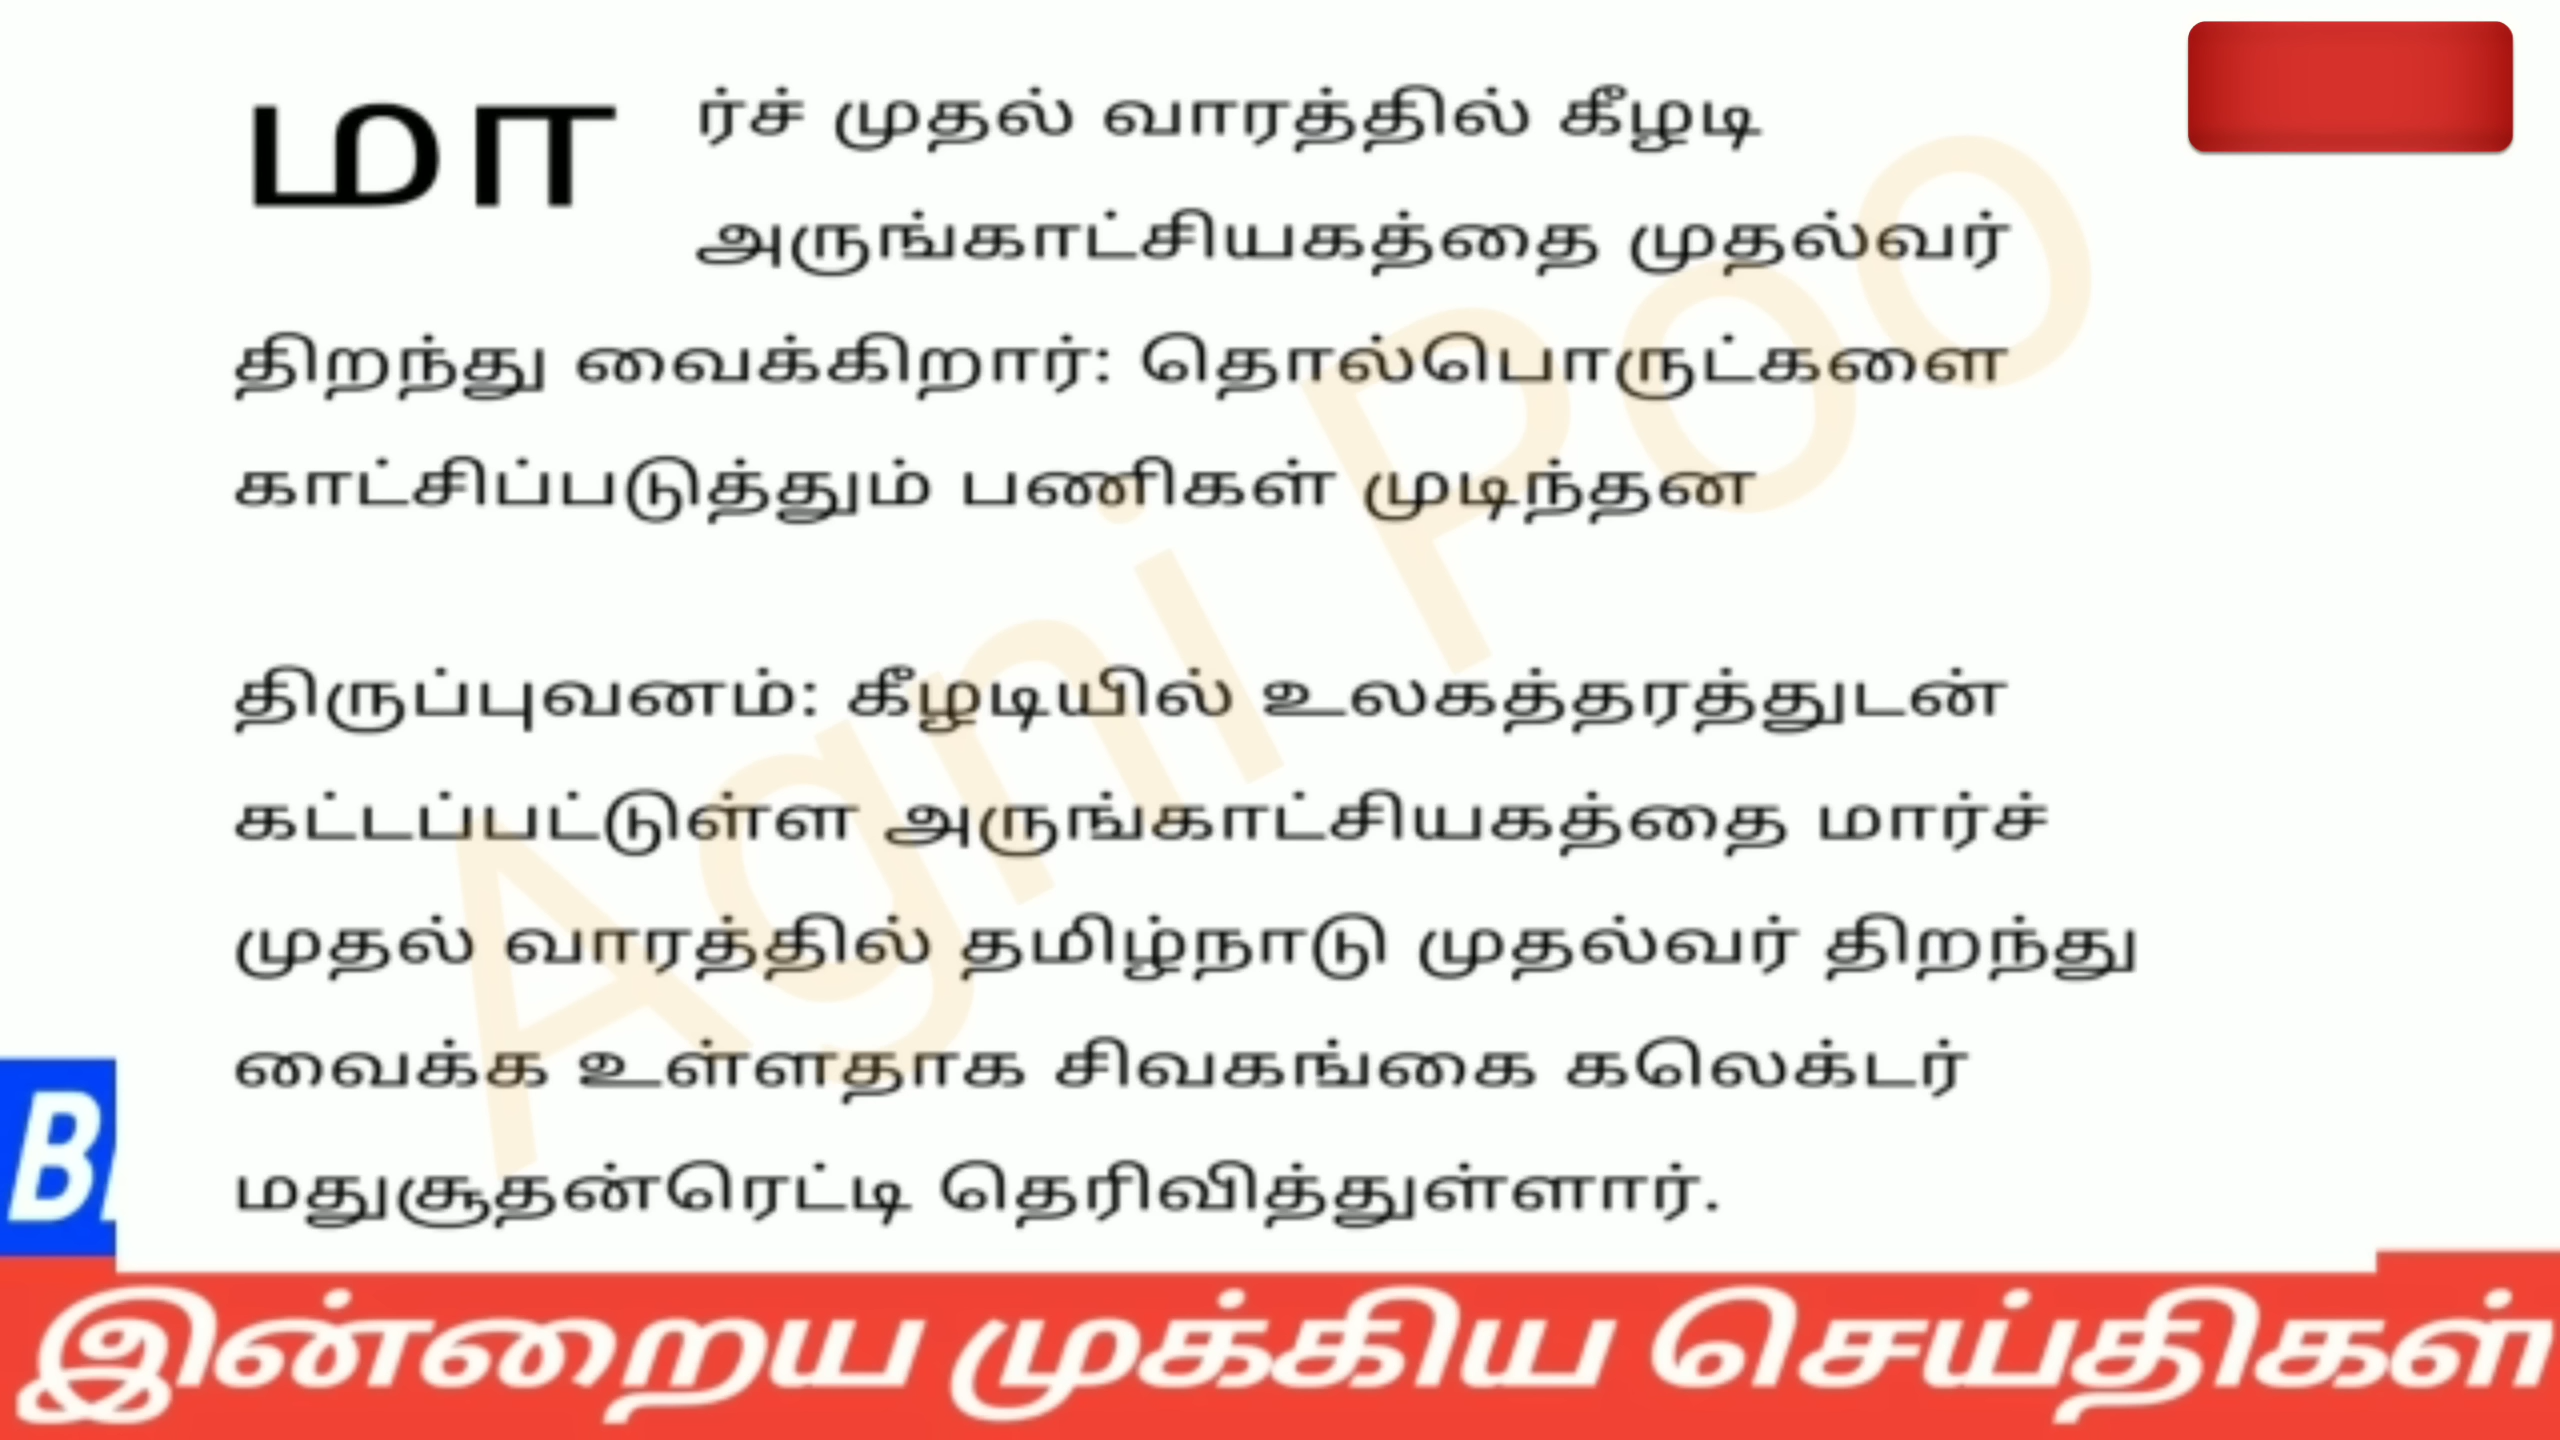 மார்ச் முதல் வாரத்தில் கீழடி
அருங்காட்சியகத்தை முதல்வர்
திறந்து வைக்கிறார்: தொல்பொருட்களை
காட்சிப்படுத்தும் பணிகள் முடிந்தன
திருப்புவனம்: கீழடியில் உலகத்தரத்துடன்
கட்டப்பட்டுள்ள அருங்காட்சியகத்தை மார்ச்
முதல் வாரத்தில் தமிழ்நாடு முதல்வர் திறந்து
வைக்க உள்ளதாக சிவகங்கை கலெக்டர்
மதுசூதன்ரெட்டி தெரிவித்துள்ளார்.
Agni Poo
இன்றைய முக்கிய செய்திகள்